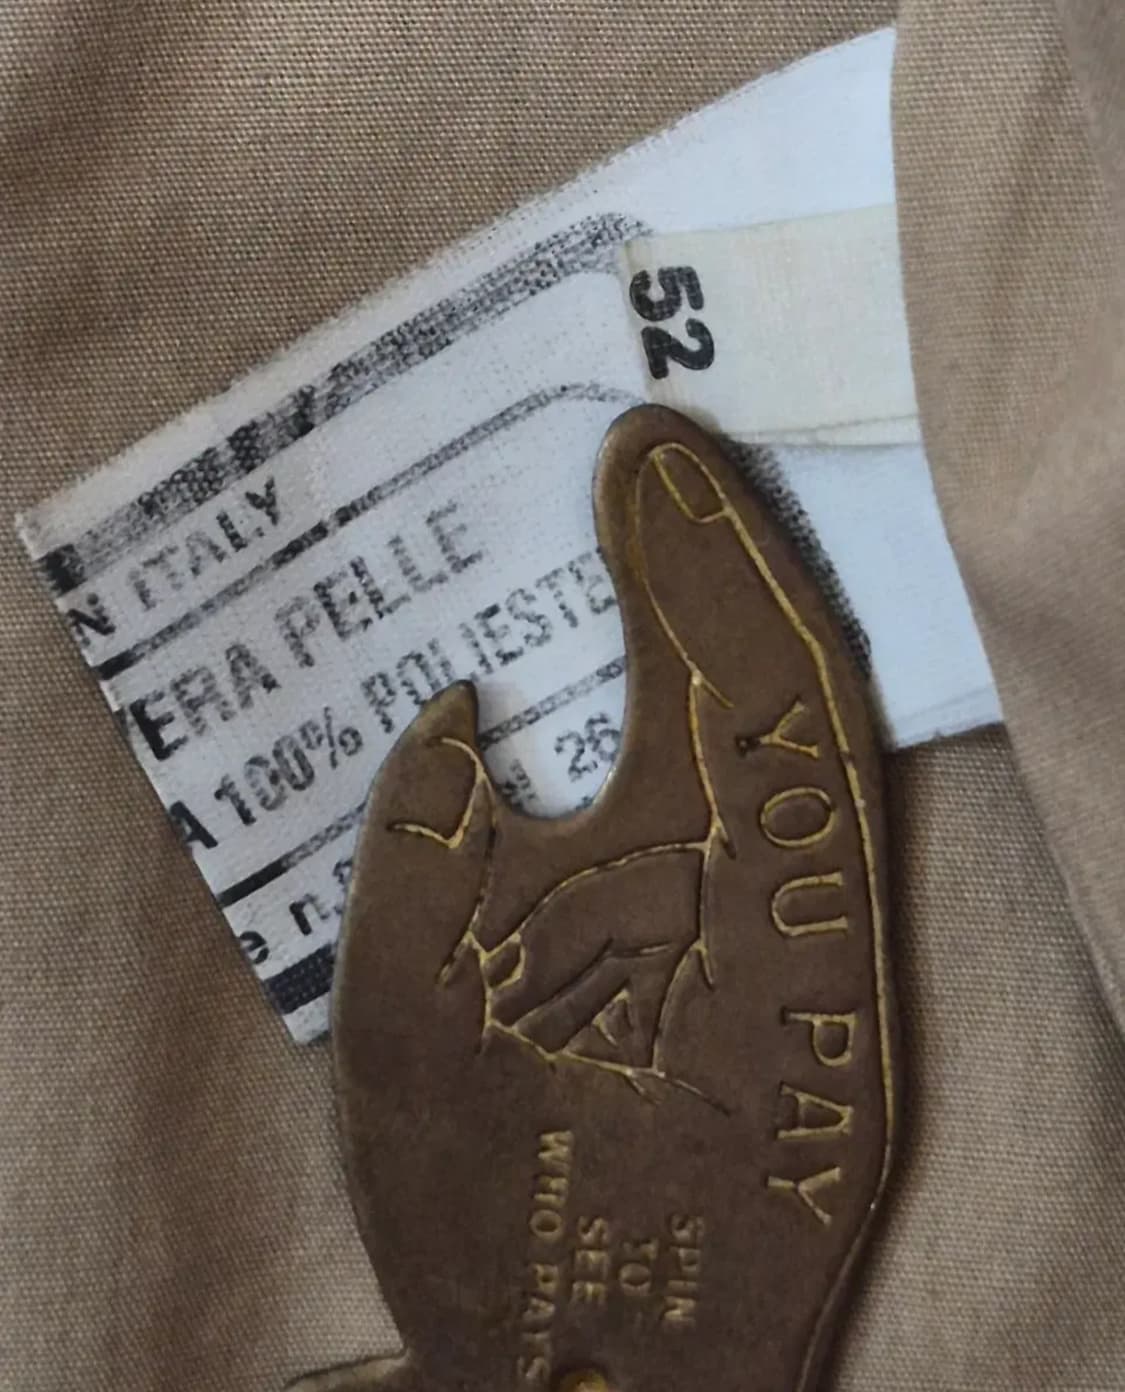 52
N ITALY
ERA PELLE
A 100% POLIESTE
26
e n.
YOU PAY
SPIN
TO
SEE
WHO PAYS